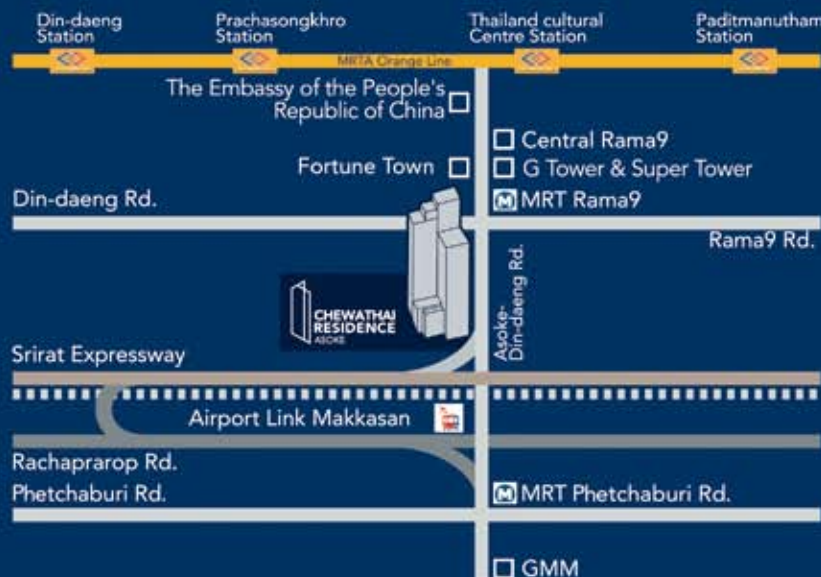 Din-daeng
Station
Prachasongkhro
Station
Thailand cultural
Centre Station
Paditmanutham
Station
MRTA Orange Line
The Embassy of the People's
Republic of China
Central Rama9
Fortune Town
G Tower & Super Tower
Din-daeng Rd.
M MRT Rama9
Rama9 Rd.
Asoke-
Din-daeng Rd.
CHEWATHAI
RESIDENCE
ASOKE
Srirat Expressway
Airport Link Makkasan
Rachaprarop Rd.
Phetchaburi Rd.
M MRT Phetchaburi Rd.
GMM